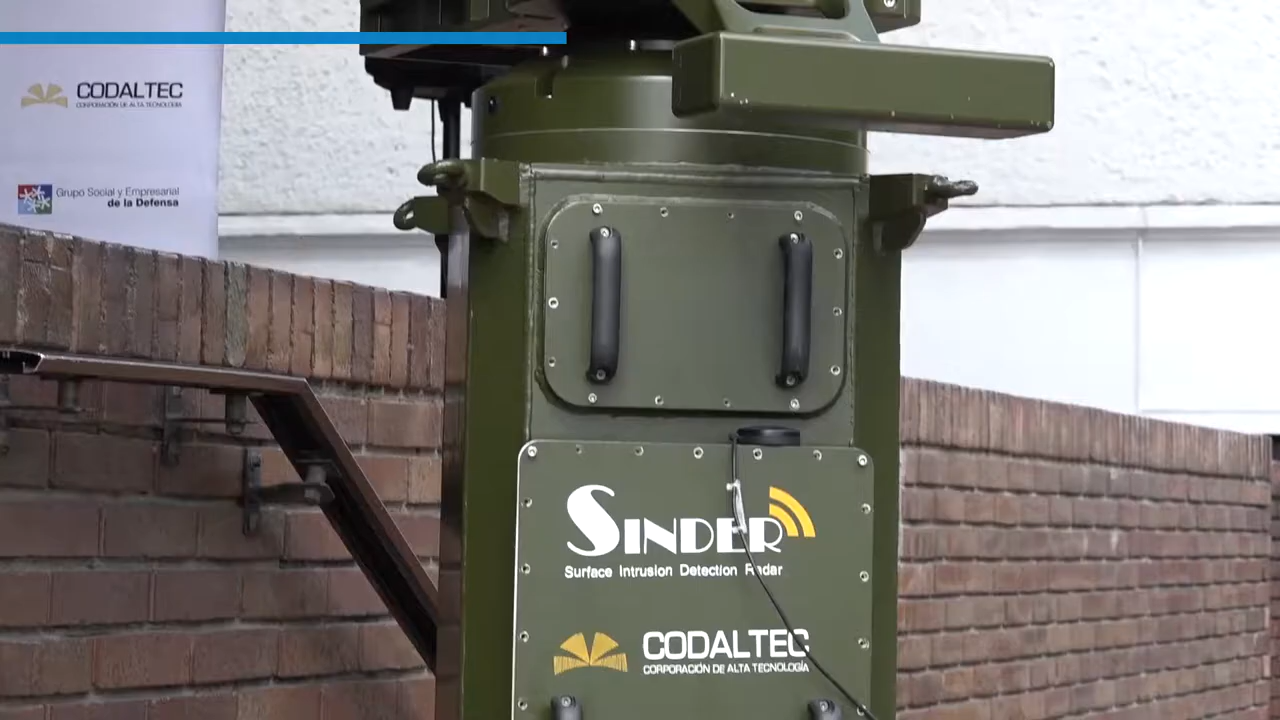 CODALTEC
CORPORACIÓN DE ALTA TECNOLOGÍA
Grupo Social y Empresarial
de la Defensa
SINDER
Surface Intrusion Detection Radar
CODALTEC
CORPORACIÓN DE ALTA TECNOLOGÍA